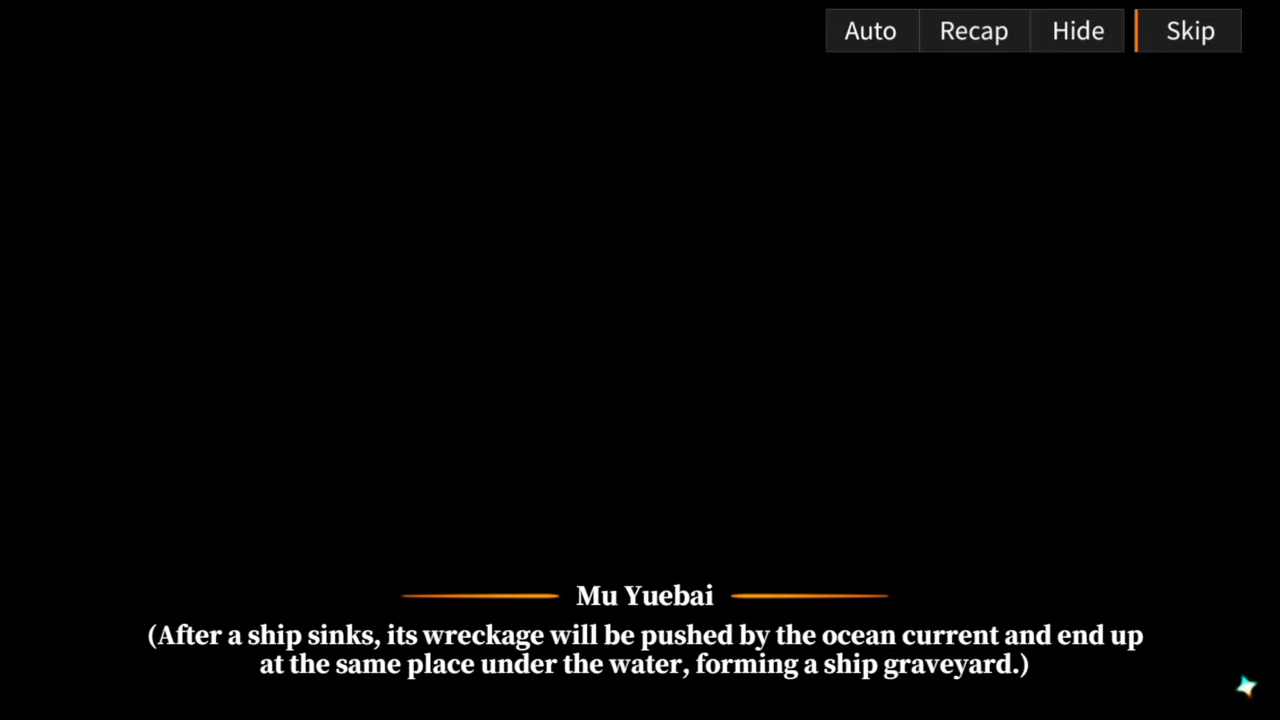 Auto Recap Hide Skip
Mu Yuebai
(After a ship sinks, its wreckage will be pushed by the ocean current and end up
at the same place under the water, forming a ship graveyard.)